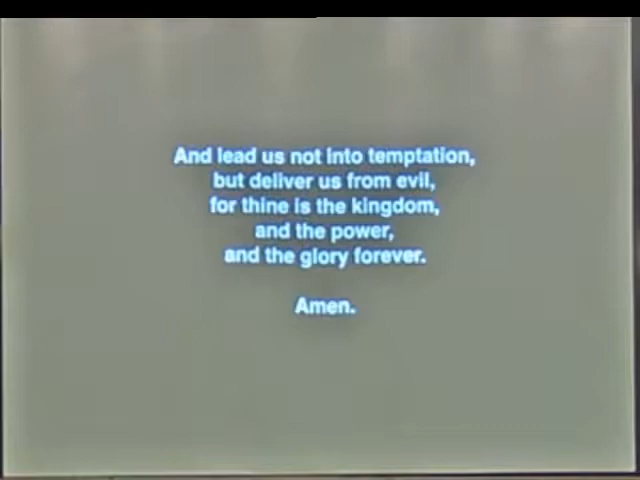 And lead us not into temptation,
but deliver us from evil,
for thine is the kingdom,
and the power,
and the glory forever.
Amen.